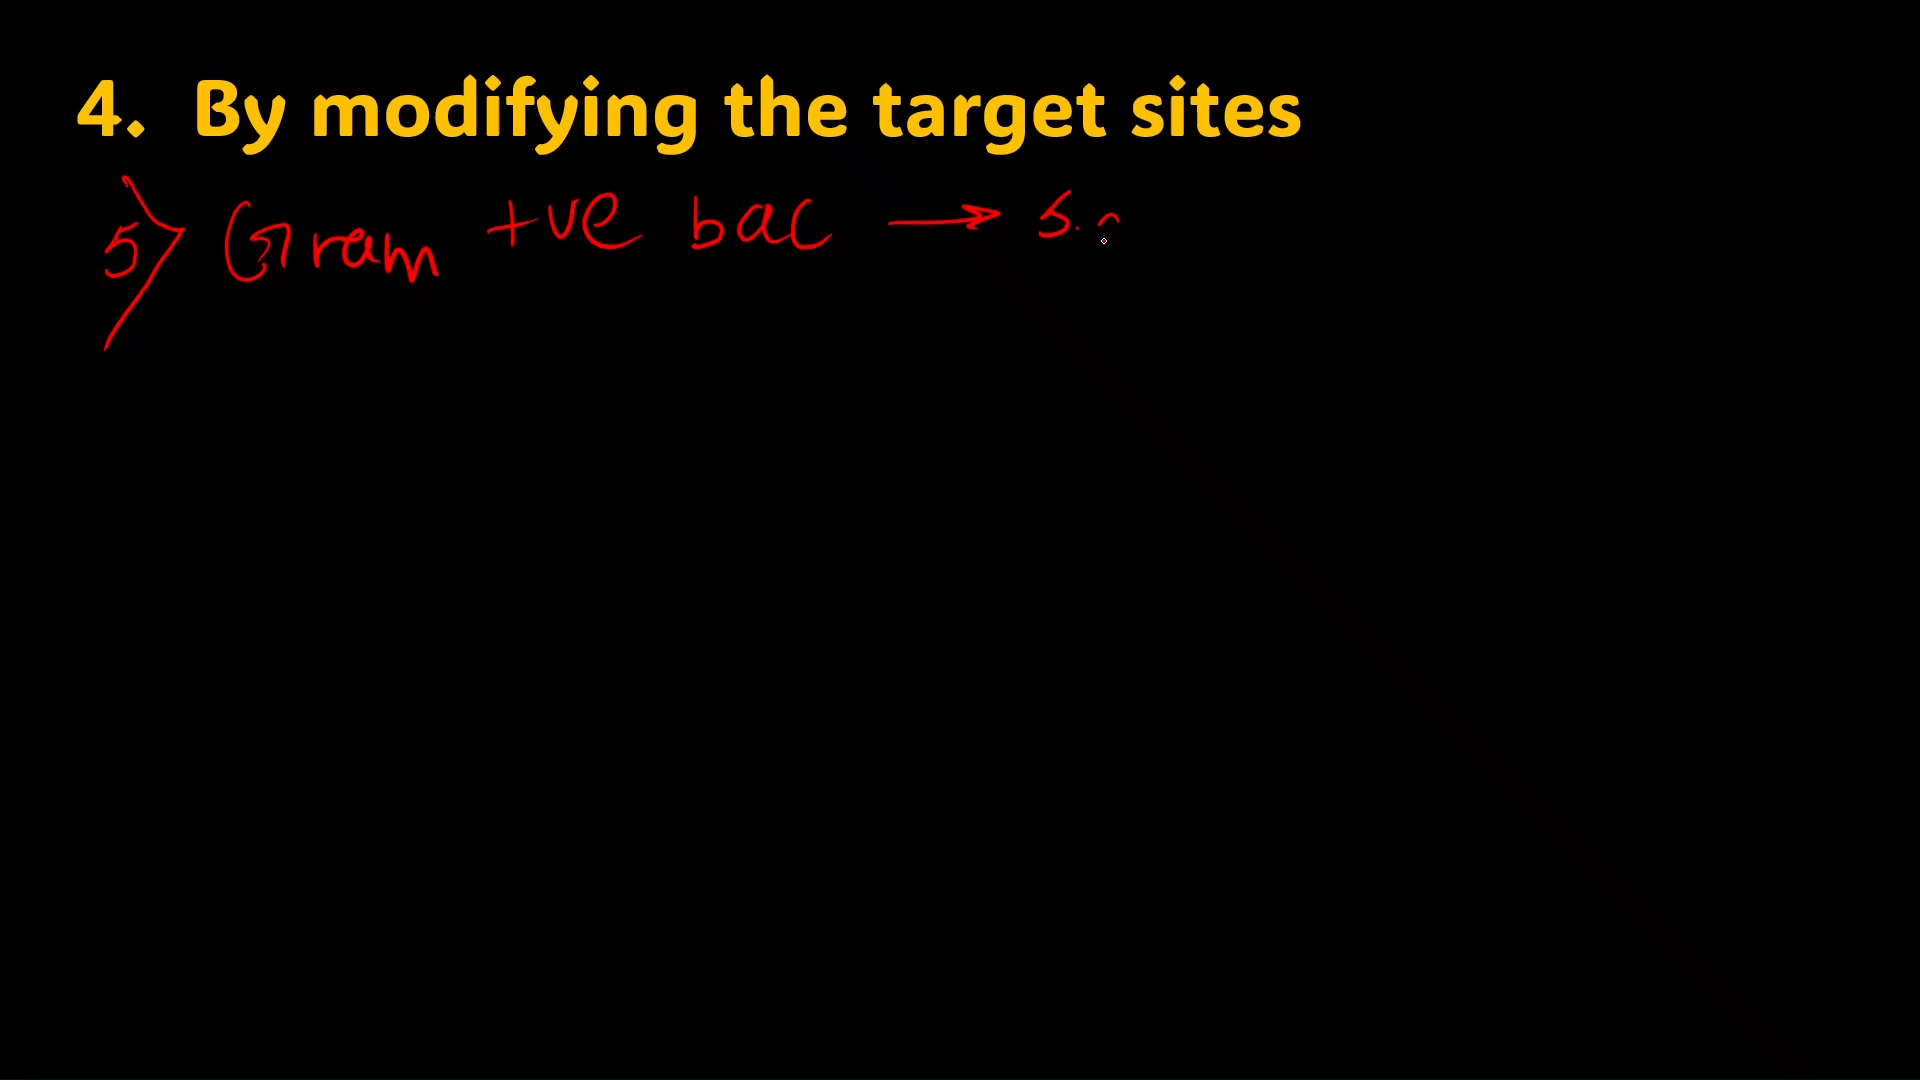 4. By modifying the target sites
5) Gram +ve bac → S.